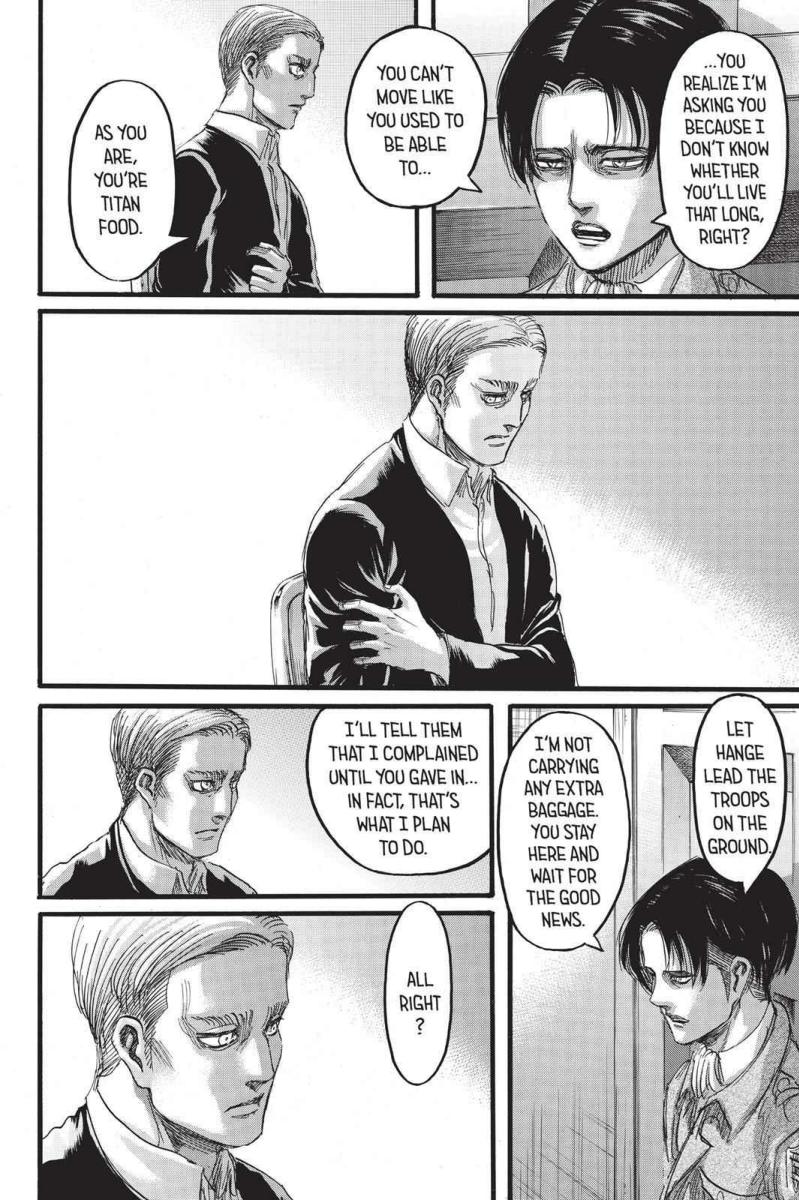 ...YOU
REALIZE I'M
ASKING YOU
BECAUSE I
DON'T KNOW
WHETHER
YOU'LL LIVE
THAT LONG,
RIGHT?
YOU CAN'T
MOVE LIKE
YOU USED TO
BE ABLE
TO...
AS YOU
ARE,
YOU'RE
TITAN
FOOD.
LET
HANGE
LEAD THE
TROOPS
ON THE
GROUND.
I'M NOT
CARRYING
ANY EXTRA
BAGGAGE.
YOU STAY
HERE AND
WAIT FOR
THE GOOD
NEWS.
I'LL TELL THEM
THAT I COMPLAINED
UNTIL YOU GAVE IN...
IN FACT, THAT'S
WHAT I PLAN
TO DO.
ALL
RIGHT
?